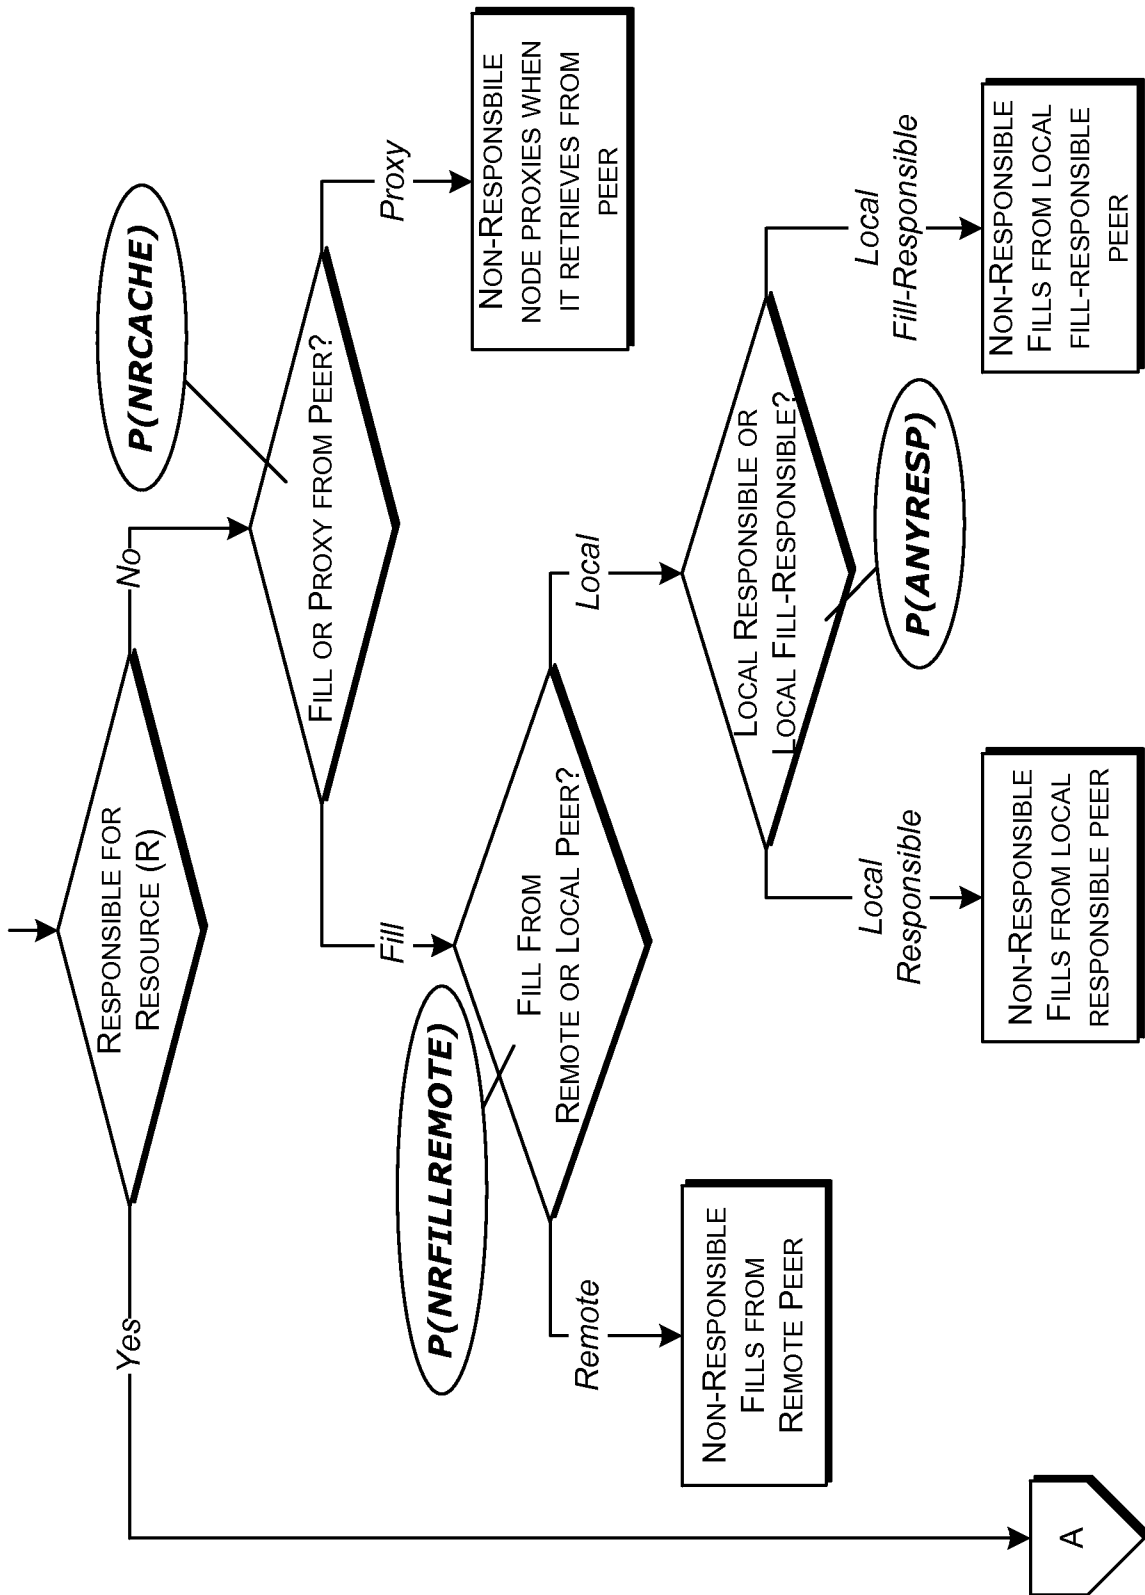 RESPONSIBLE FOR
RESOURCE (R)
Yes
No
P(NRCACHE)
FILL OR PROXY FROM PEER?
Fill
Proxy
NON-RESPONSBILE
NODE PROXIES WHEN
IT RETRIEVES FROM
PEER
P(NRFILLREMOTE)
FILL FROM
REMOTE OR LOCAL PEER?
Remote
Local
NON-RESPONSIBLE
FILLS FROM
REMOTE PEER
LOCAL RESPONSIBLE OR
LOCAL FILL-RESPONSIBLE?
P(ANYRESP)
Local
Responsible
Local
Fill-Responsible
NON-RESPONSIBLE
FILLS FROM LOCAL
RESPONSIBLE PEER
NON-RESPONSIBLE
FILLS FROM LOCAL
FILL-RESPONSIBLE
PEER
A